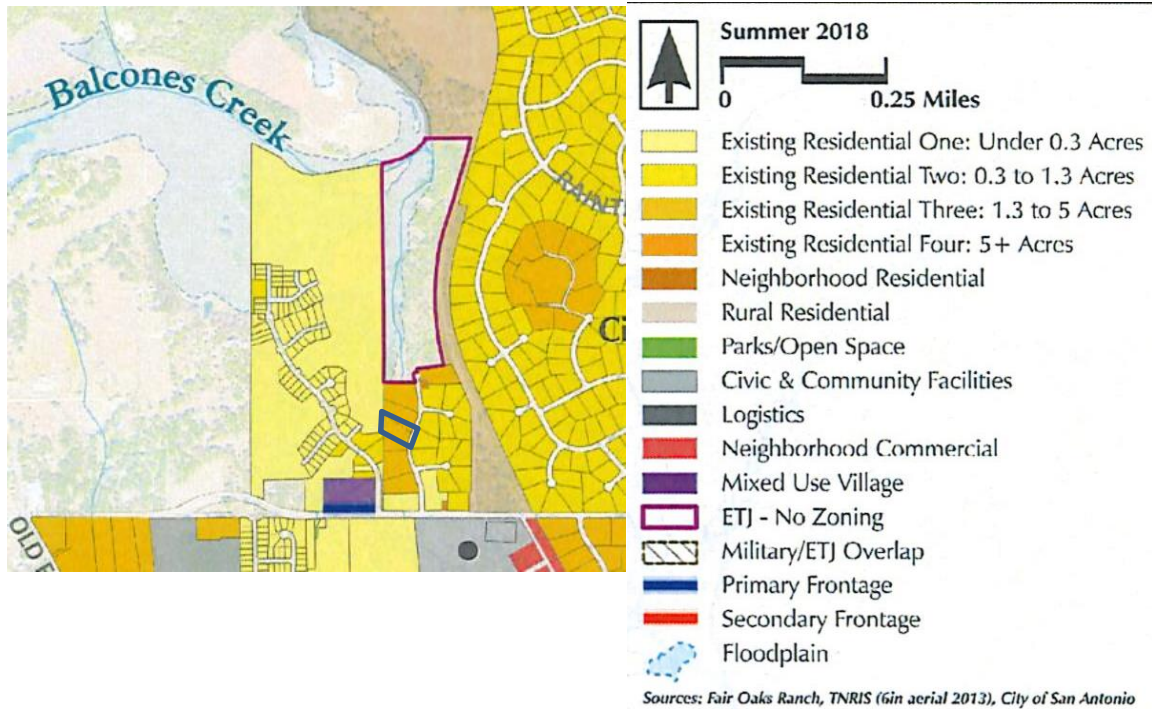 Balcones Creek
RAINT
Ci
OLD F
Summer 2018
0 0.25 Miles
Existing Residential One: Under 0.3 Acres
Existing Residential Two: 0.3 to 1.3 Acres
Existing Residential Three: 1.3 to 5 Acres
Existing Residential Four: 5+ Acres
Neighborhood Residential
Rural Residential
Parks/Open Space
Civic & Community Facilities
Logistics
Neighborhood Commercial
Mixed Use Village
ETJ - No Zoning
Military/ETJ Overlap
Primary Frontage
Secondary Frontage
Floodplain
Sources: Fair Oaks Ranch, TNRIS (6in aerial 2013), City of San Antonio